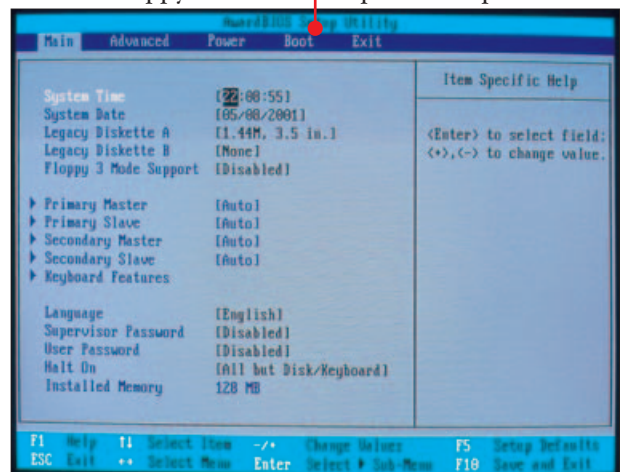 AwardBIOS Setup Utility
Main Advanced Power Boot Exit
Item Specific Help
System Time [22:08:55]
System Date [05/08/2001]
Legacy Diskette A [1.44M, 3.5 in.]
<Enter> to select field;
Legacy Diskette B [None]
<+>,<-> to change value.
Floppy 3 Mode Support [Disabled]
Primary Master [Auto]
Primary Slave [Auto]
Secondary Master [Auto]
Secondary Slave [Auto]
Keyboard Features
Language [English]
Supervisor Password [Disabled]
User Password [Disabled]
Halt On [All but Disk/Keyboard]
Installed Memory 128 MB
F1 Help ↑↓ Select Item -/+ Change Values F5 Setup Defaults
ESC Exit ↔ Select Menu Enter Select ▶ Sub-Menu F10 Save and Exit